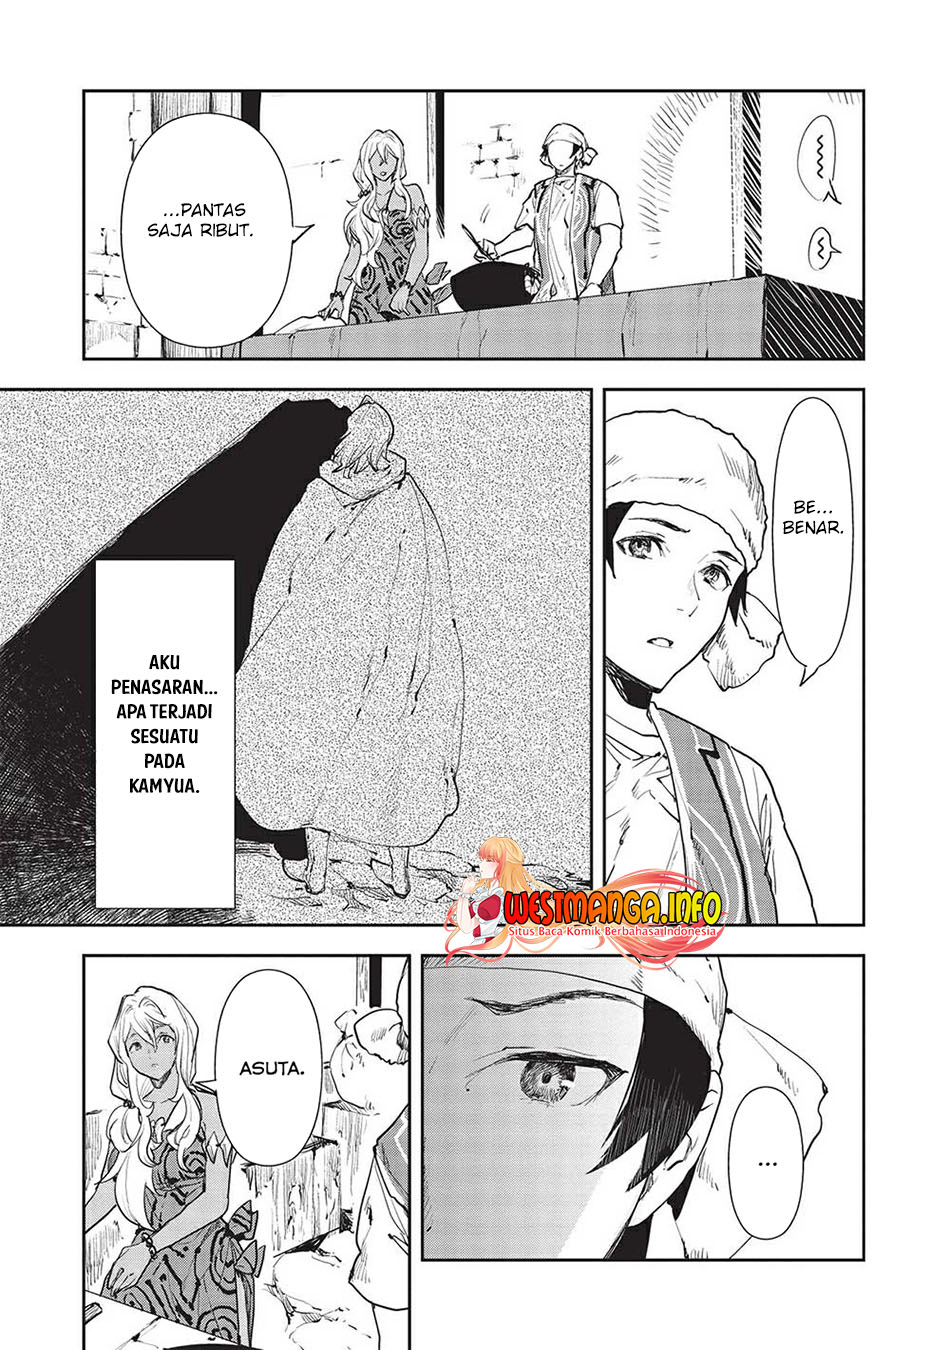 ...PANTAS
SAJA RIBUT.
BE...
BENAR.
AKU
PENASARAN...
APA TERJADI
SESUATU
PADA
KAMYUA.
WESTMANGA.INFO
Situs Baca Komik Berbahasa Indonesia
...
ASUTA.